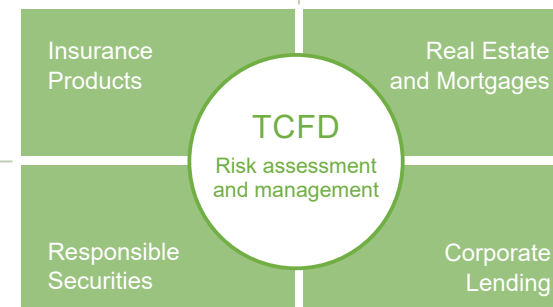 Insurance
Products
Real Estate
and Mortgages
TCFD
Risk assessment
and management
Responsible
Securities
Corporate
Lending